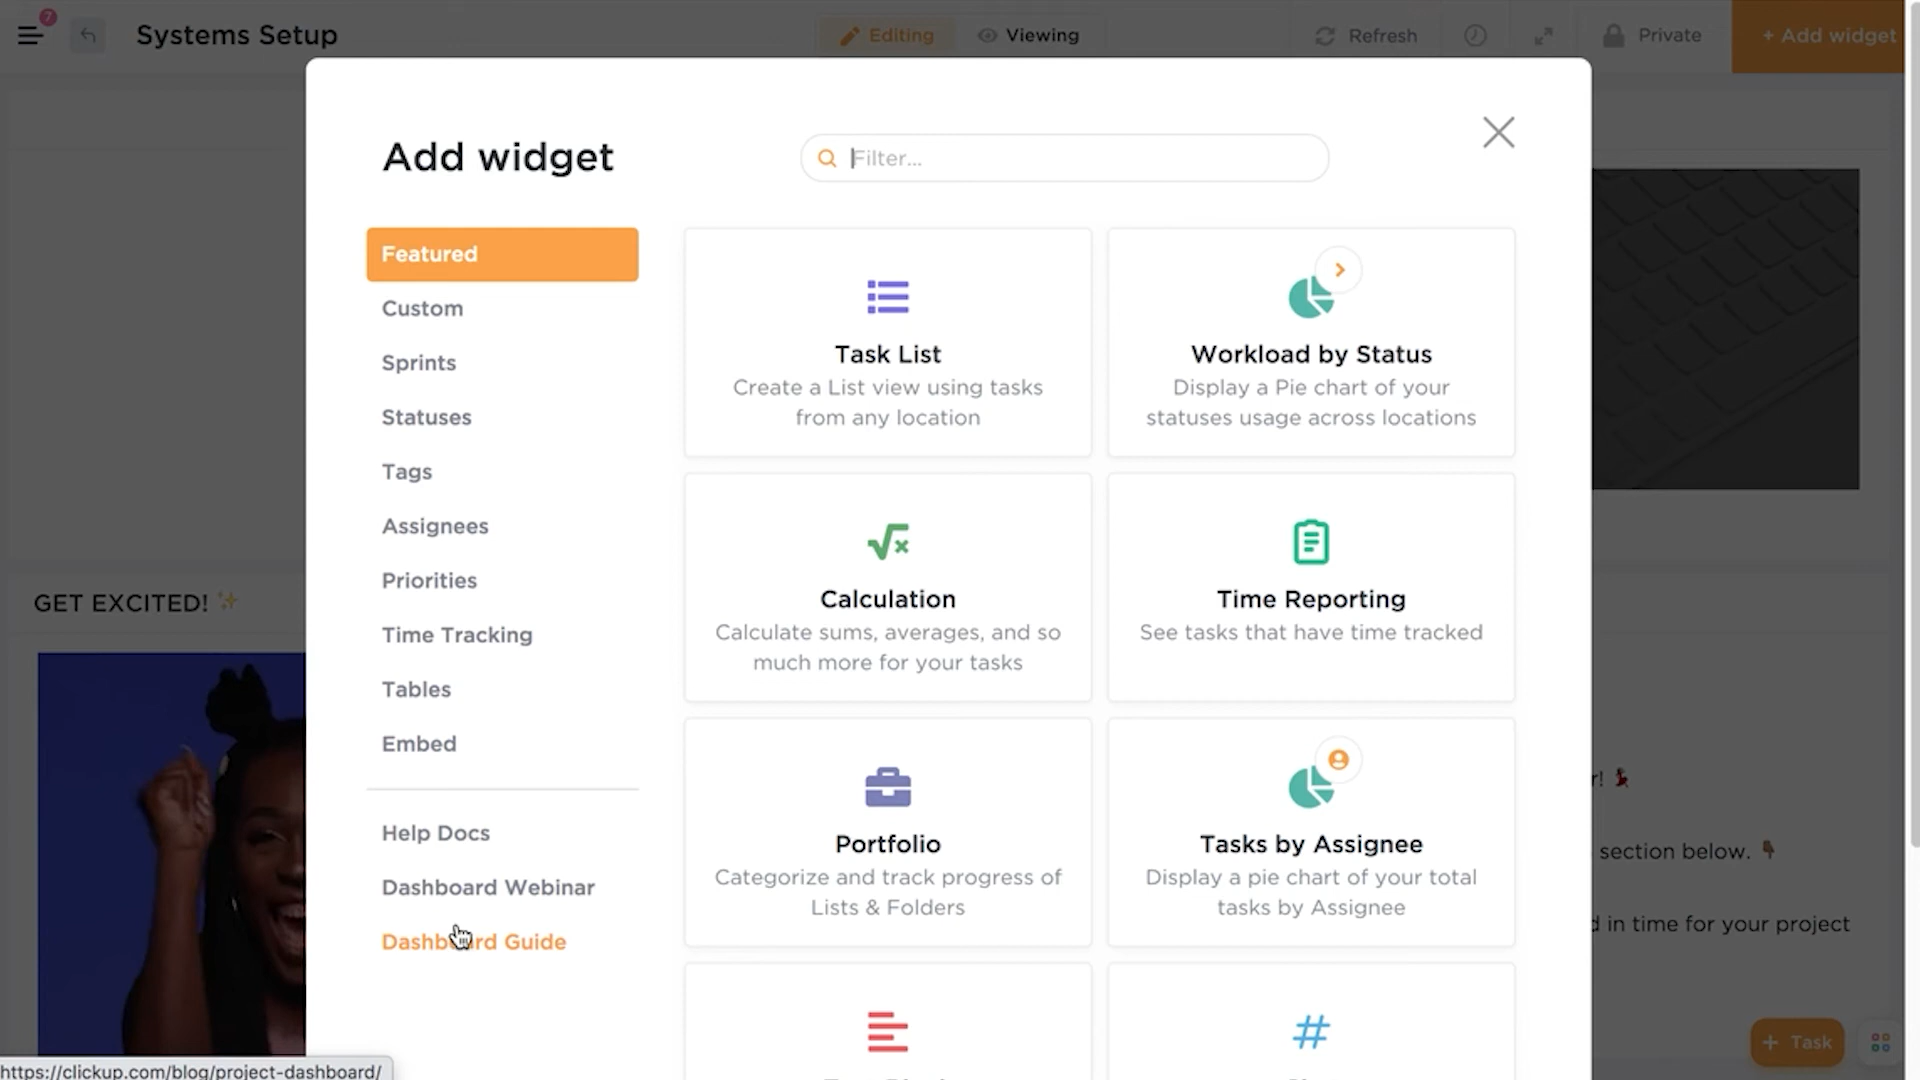 7
Systems Setup
Editing
Viewing
Refresh
Private
+ Add widget
Add widget
Filter...
Featured
Custom
Sprints
Statuses
Tags
Assignees
Priorities
Time Tracking
Tables
Embed
Help Docs
Dashboard Webinar
Dashboard Guide
Task List
Create a List view using tasks
from any location
Workload by Status
Display a Pie chart of your
statuses usage across locations
Calculation
Calculate sums, averages, and so
much more for your tasks
Time Reporting
See tasks that have time tracked
Portfolio
Categorize and track progress of
Lists & Folders
Tasks by Assignee
Display a pie chart of your total
tasks by Assignee
GET EXCITED! ✨
section below.
in time for your project
+ Task
https://clickup.com/blog/project-dashboard/